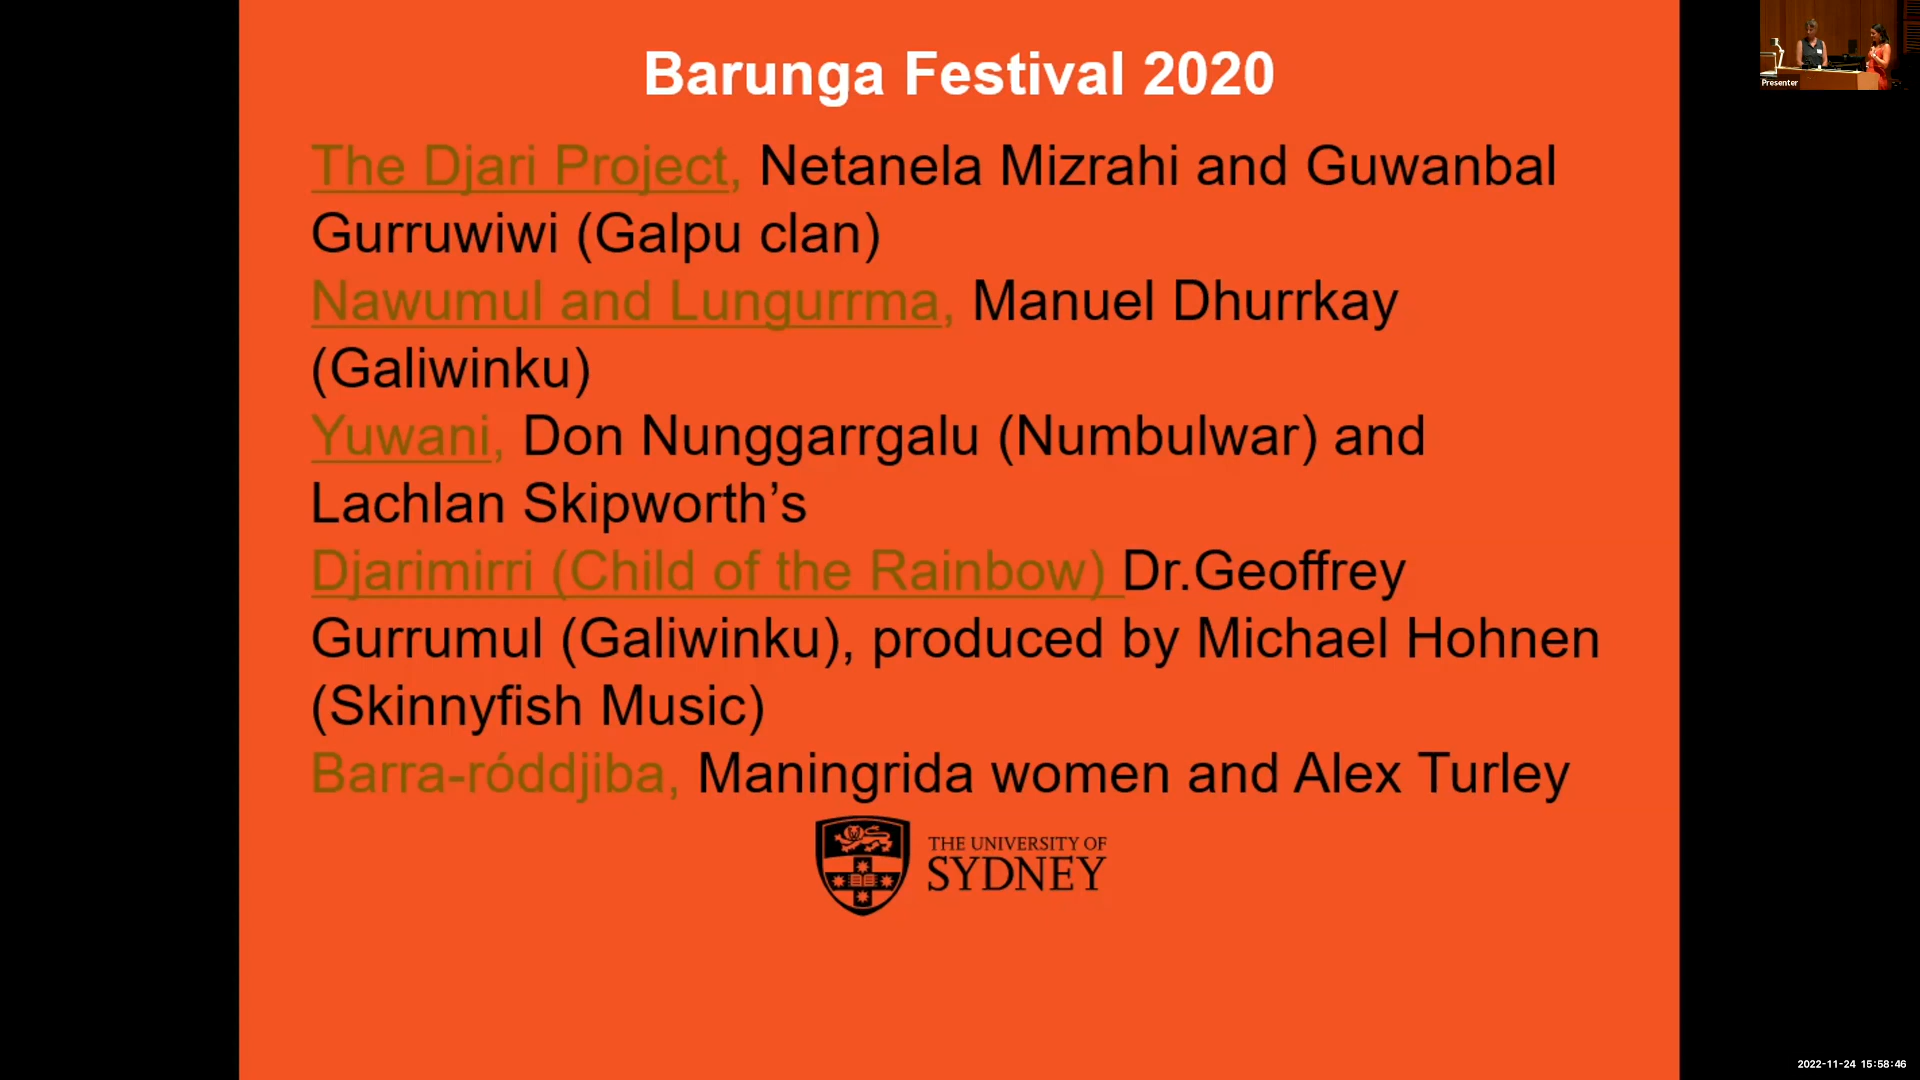 Barunga Festival 2020
The Djari Project, Netanela Mizrahi and Guwanbal
Gurruwiwi (Galpu clan)
Nawumul and Lungurrma, Manuel Dhurrkay
(Galiwinku)
Yuwani, Don Nunggarrgalu (Numbulwar) and
Lachlan Skipworth’s
Djarimirri (Child of the Rainbow) Dr.Geoffrey
Gurrumul (Galiwinku), produced by Michael Hohnen
(Skinnyfish Music)
Barra-róddjiba, Maningrida women and Alex Turley
THE UNIVERSITY OF
SYDNEY
Presenter
2022-11-24 15:58:46